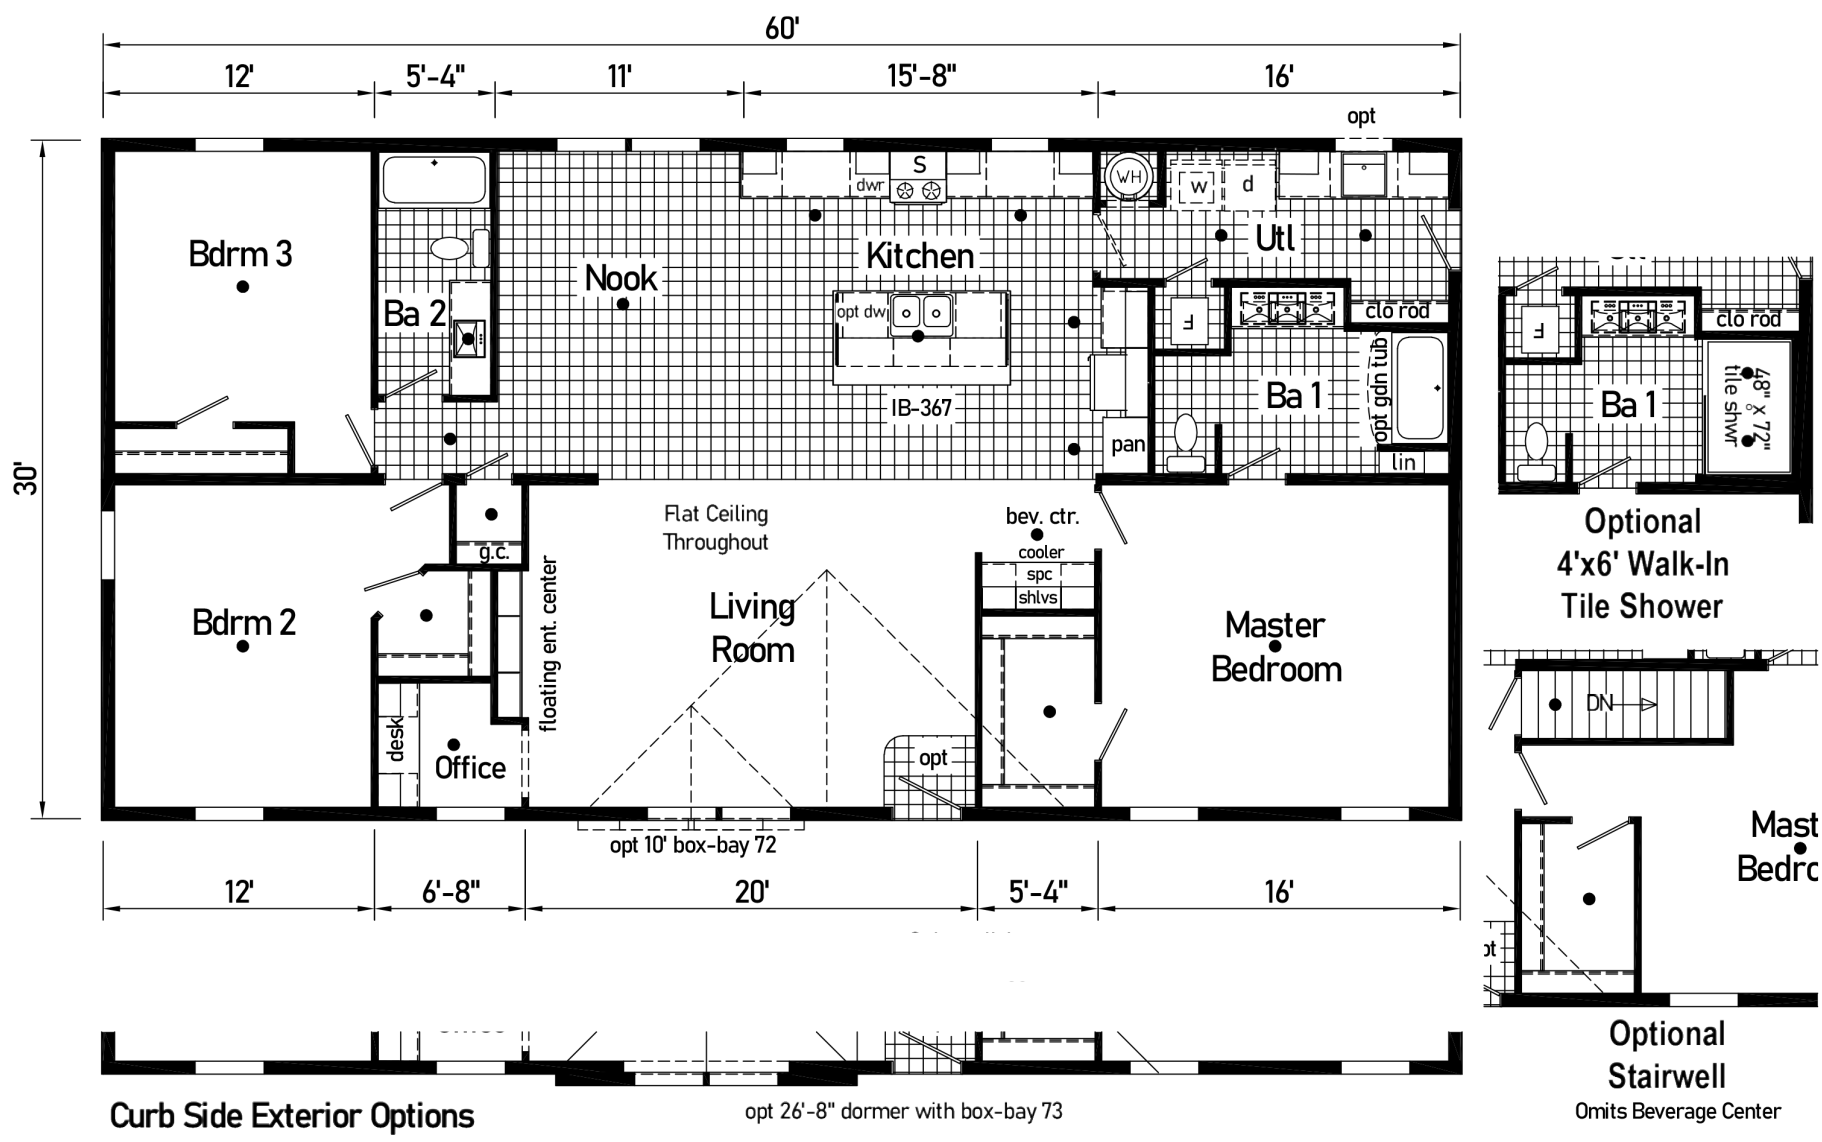 60'
12'
5'-4"
11'
15'-8"
16'
opt
30'
S
dwr
WH
w
d
Bdrm 3
Kitchen
Utl
Nook
Ba 2
opt dw
F
clo rod
opt gdn tub
Ba 1
IB-367
pan
lin
Flat Ceiling
Throughout
bev. ctr.
cooler
spc
shlvs
g.c.
floating ent. center
Bdrm 2
Living
Room
Master
Bedroom
desk
Office
opt
opt 10' box-bay 72
12'
6'-8"
20'
5'-4"
16'
Curb Side Exterior Options
opt 26'-8" dormer with box-bay 73
F
clo rod
Ba 1
48" x 72"
tile shwr
Optional
4'x6' Walk-In
Tile Shower
DN
Mast
Bedro
pt
Optional
Stairwell
Omits Beverage Center